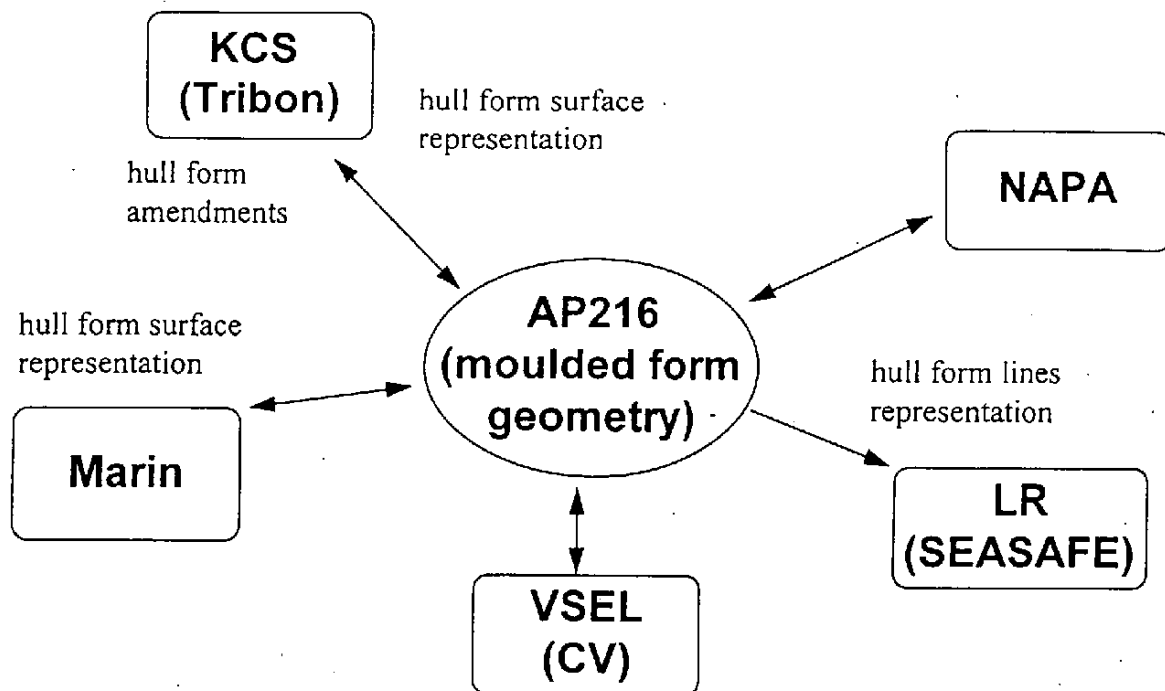 KCS
(Tribon)
hull form surface
representation
hull form
amendments
NAPA
AP216
(moulded form
geometry)
hull form surface
representation
Marin
hull form lines
representation
LR
(SEASAFE)
VSEL
(CV)